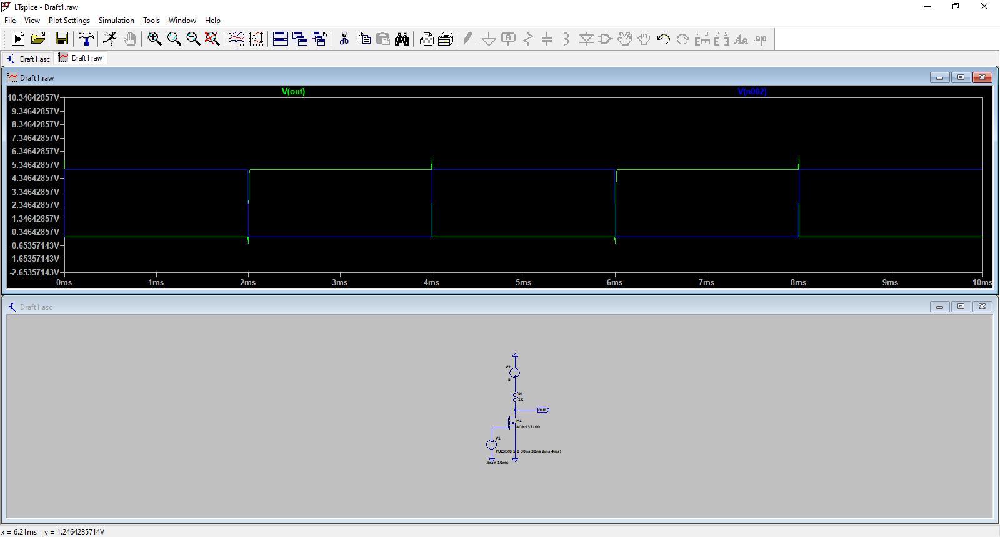 LTspice - Draft1.raw
File View Plot Settings Simulation Tools Window Help
.op
Draft1.asc Draft1.raw
Draft1.raw
V(out) V(n002)
10.34642857V
9.34642857V
8.34642857V
7.34642857V
6.34642857V
5.34642857V
4.34642857V
3.34642857V
2.34642857V
1.34642857V
0.34642857V
-0.65357143V
-1.65357143V
-2.65357143V
0ms 1ms 2ms 3ms 4ms 5ms 6ms 7ms 8ms 9ms 10ms
Draft1.asc
V2
5
R1
1K
OUT
M1
AONS32100
V1
PULSE(0 5 0 30ns 30ns 2ms 4ms)
.tran 10ms
x = 6.21ms y = 1.2464285714V